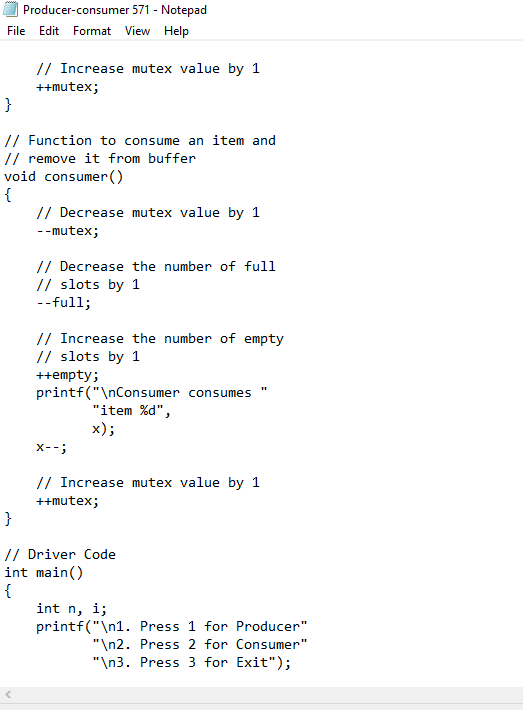 Producer-consumer 571 - Notepad
File Edit Format View Help
    // Increase mutex value by 1
    ++mutex;
}

// Function to consume an item and
// remove it from buffer
void consumer()
{
    // Decrease mutex value by 1
    --mutex;

    // Decrease the number of full
    // slots by 1
    --full;

    // Increase the number of empty
    // slots by 1
    ++empty;
    printf("\nConsumer consumes "
           "item %d",
           x);
    x--;

    // Increase mutex value by 1
    ++mutex;
}

// Driver Code
int main()
{
    int n, i;
    printf("\n1. Press 1 for Producer"
           "\n2. Press 2 for Consumer"
           "\n3. Press 3 for Exit");